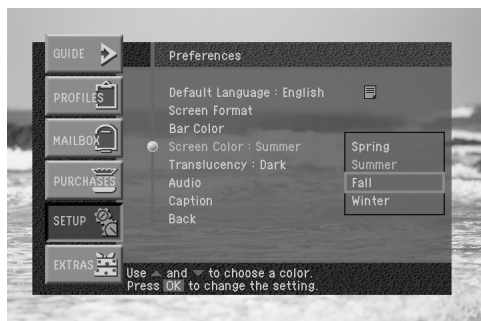 GUIDE
PROFILES
MAILBOX
PURCHASES
SETUP
EXTRAS
Preferences
Default Language : English
Screen Format
Bar Color
Screen Color : Summer
Translucency : Dark
Audio
Caption
Back
Spring
Summer
Fall
Winter
Use and to choose a color.
Press OK to change the setting.